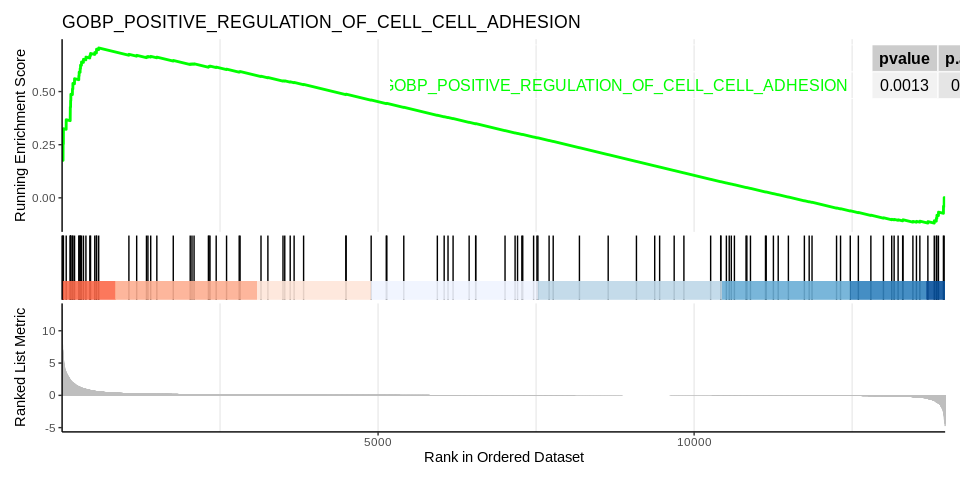 GOBP_POSITIVE_REGULATION_OF_CELL_CELL_ADHESION
Running Enrichment Score
0.50
0.25
0.00
GOBP_POSITIVE_REGULATION_OF_CELL_CELL_ADHESION
pvalue p.
0.0013 0
Ranked List Metric
10
5
0
-5
5000 10000
Rank in Ordered Dataset